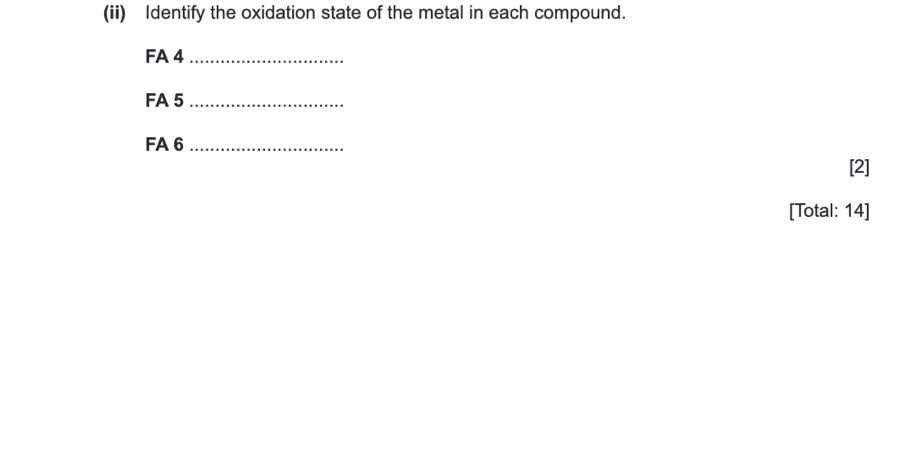 (ii) Identify the oxidation state of the metal in each compound.
FA 4 ..............................
FA 5 ..............................
FA 6 ..............................
[2]
[Total: 14]